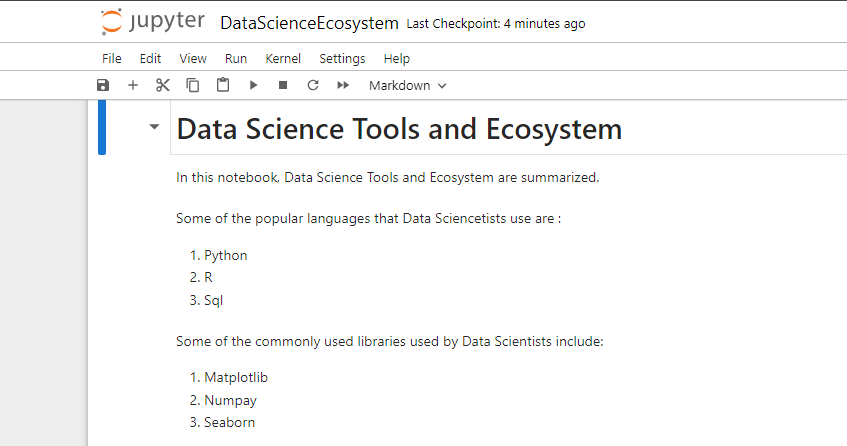 jupyter DataScienceEcosystem Last Checkpoint: 4 minutes ago
File Edit View Run Kernel Settings Help
Markdown
Data Science Tools and Ecosystem
In this notebook, Data Science Tools and Ecosystem are summarized.
Some of the popular languages that Data Sciencetists use are :
1. Python
2. R
3. Sql
Some of the commonly used libraries used by Data Scientists include:
1. Matplotlib
2. Numpay
3. Seaborn